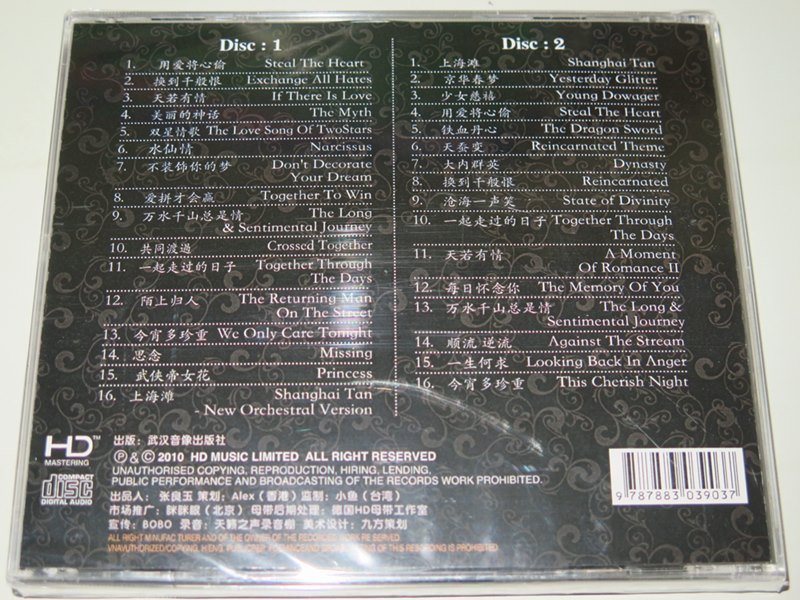 Disc : 1
1. 用爱将心偷 Steal The Heart
2. 换到千般恨 Exchange All Hates
3. 天若有情 If There Is Love
4. 美丽的神话 The Myth
5. 双星情歌 The Love Song Of TwoStars
6. 水仙情 Narcissus
7. 不装饰你的梦 Don't Decorate
Your Dream
8. 爱拼才会赢 Together To Win
9. 万水千山总是情 The Long
& Sentimental Journey
10. 共同渡过 Crossed Together
11. 一起走过的日子 Together Through
The Days
12. 陌上归人 The Returning Man
On The Street
13. 今宵多珍重 We Only Care Tonight
14. 思念 Missing
15. 武侠帝女花 Princess
16. 上海滩 Shanghai Tan
- New Orchestral Version
Disc : 2
1. 上海滩 Shanghai Tan
2. 京华春梦 Yesterday Glitter
3. 少女慈禧 Young Dowager
4. 用爱将心偷 Steal The Heart
5. 铁血丹心 The Dragon Sword
6. 天蚕变 Reincarnated Theme
7. 大内群英 Dynasty
8. 换到千般恨 Reincarnated
9. 沧海一声笑 State of Divinity
10. 一起走过的日子 Together Through
The Days
11. 天若有情 A Moment
Of Romance II
12. 每日怀念你 The Memory Of You
13. 万水千山总是情 The Long &
Sentimental Journey
14. 顺流逆流 Against The Stream
15. 一生何求 Looking Back In Anger
16. 今宵多珍重 This Cherish Night
HD™
MASTERING
COMPACT
disc
DIGITAL AUDIO
出版：武汉音像出版社
℗ & © 2010 HD MUSIC LIMITED ALL RIGHT RESERVED
UNAUTHORISED COPYING, REPRODUCTION, HIRING, LENDING,
PUBLIC PERFORMANCE AND BROADCASTING OF THE RECORDS WORK PROHIBITED.
出品人：张良玉 策划：Alex（香港）监制：小鱼（台湾）
市场推广：眯眯眼（北京）母带后期处理：德国HD母带工作室
宣传：BOBO 录音：天籁之声录音棚 美术设计：九方策划
ALL RIGHT MINUFACTURER AND OF THE OWNER OF THE RECORDED WORK RE SERVED
9 787883 039037